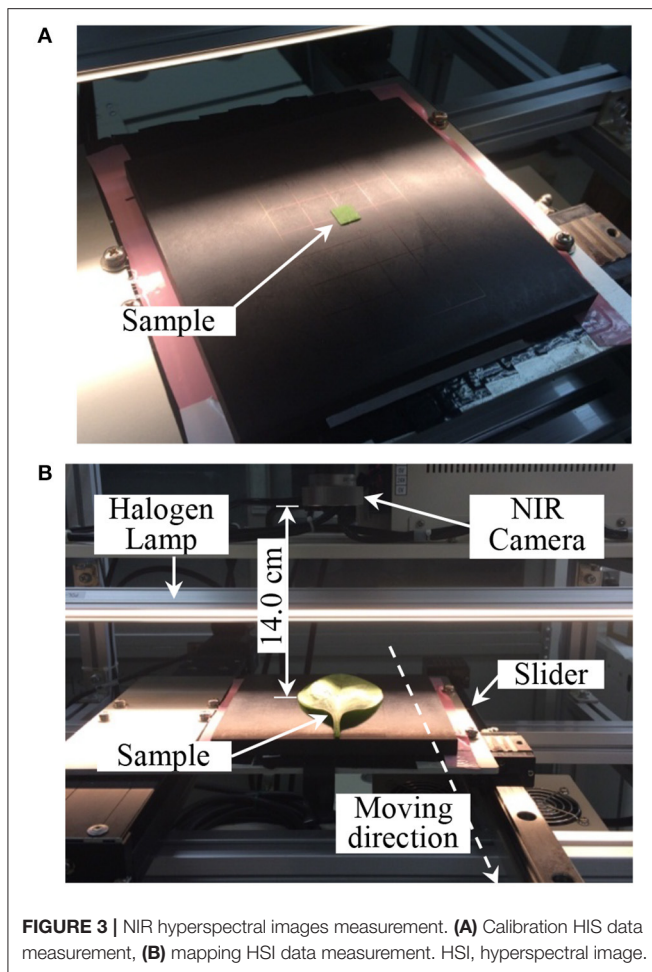 A
Sample
B
Halogen
Lamp
NIR
Camera
14.0 cm
Slider
Sample
Moving
direction
FIGURE 3 | NIR hyperspectral images measurement. (A) Calibration HIS data
measurement, (B) mapping HSI data measurement. HSI, hyperspectral image.